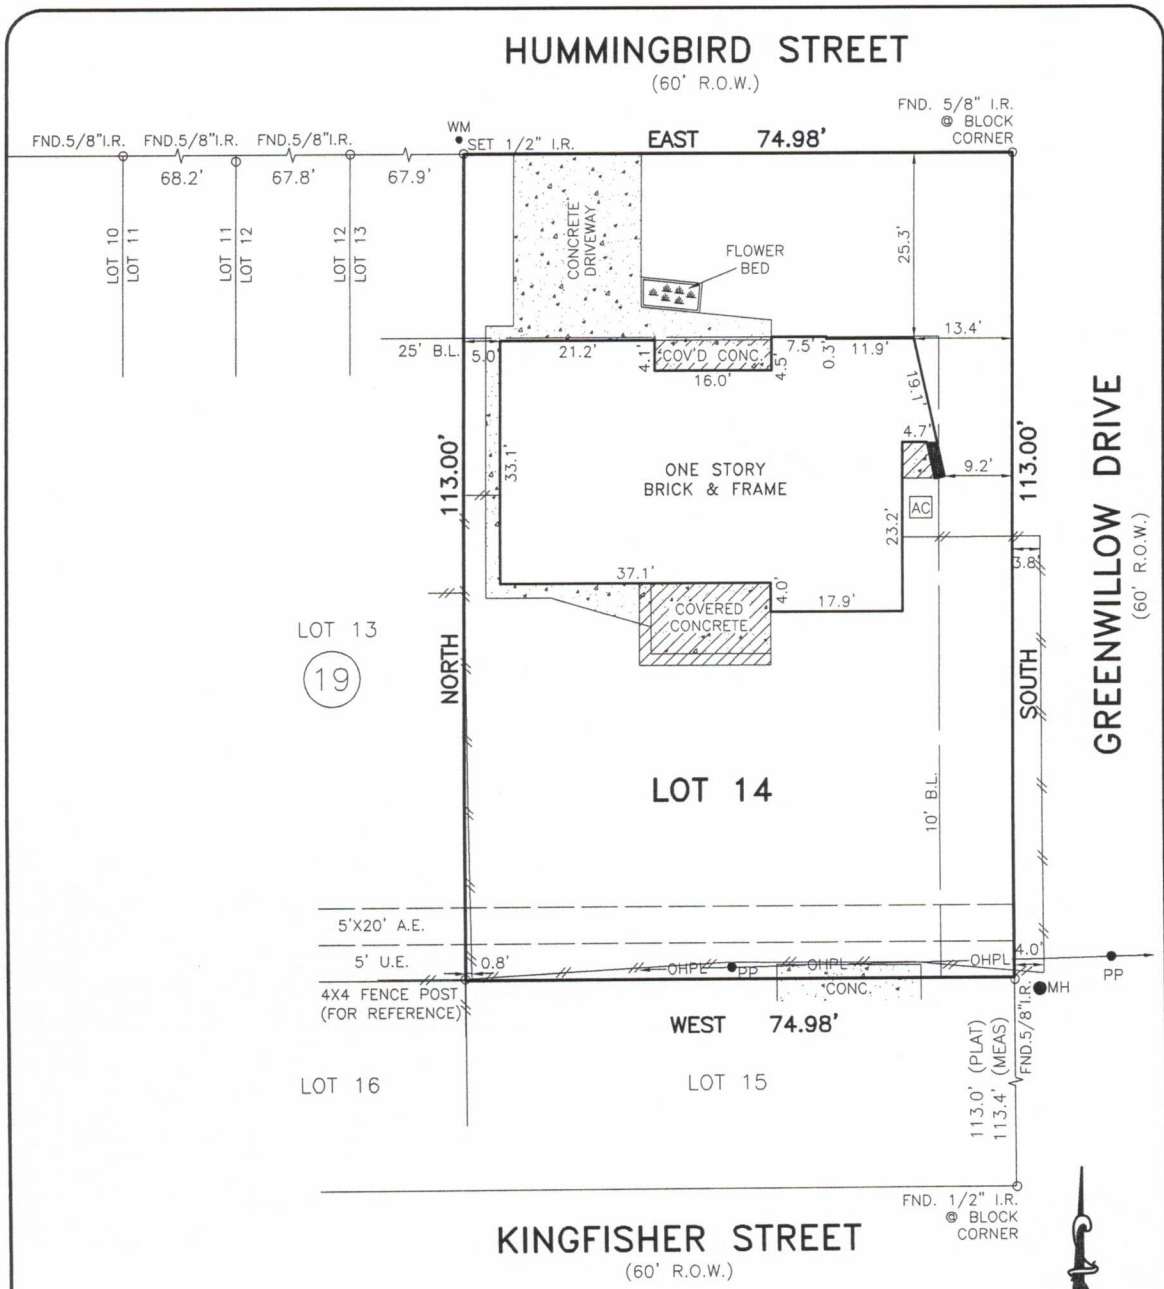 HUMMINGBIRD STREET
(60' R.O.W.)
FND. 5/8" I.R.
@ BLOCK
CORNER
WM
FND.5/8"I.R.
FND.5/8"I.R.
FND.5/8"I.R.
SET 1/2" I.R.
EAST 74.98'
68.2'
67.8'
67.9'
LOT 10
LOT 11
LOT 11
LOT 12
LOT 12
LOT 13
CONCRETE
DRIVEWAY
FLOWER
BED
25.3'
13.4'
25' B.L.
5.0'
21.2'
4.1'
COV'D CONC.
16.0'
4.5'
7.5'
0.3'
11.9'
19.1'
4.7'
9.2'
113.00'
33.1'
ONE STORY
BRICK & FRAME
AC
23.2'
113.00'
3.8'
GREENWILLOW DRIVE
(60' R.O.W.)
37.1'
4.0'
17.9'
COVERED
CONCRETE
LOT 13
19
NORTH
SOUTH
LOT 14
10' B.L.
5'X20' A.E.
5' U.E.
0.8'
OHPL
PP
OHPL
OHPL
4.0'
PP
MH
CONC.
4X4 FENCE POST
(FOR REFERENCE)
WEST 74.98'
FND.5/8"I.R.
113.0' (PLAT)
113.4' (MEAS)
LOT 16
LOT 15
FND. 1/2" I.R.
@ BLOCK
CORNER
KINGFISHER STREET
(60' R.O.W.)